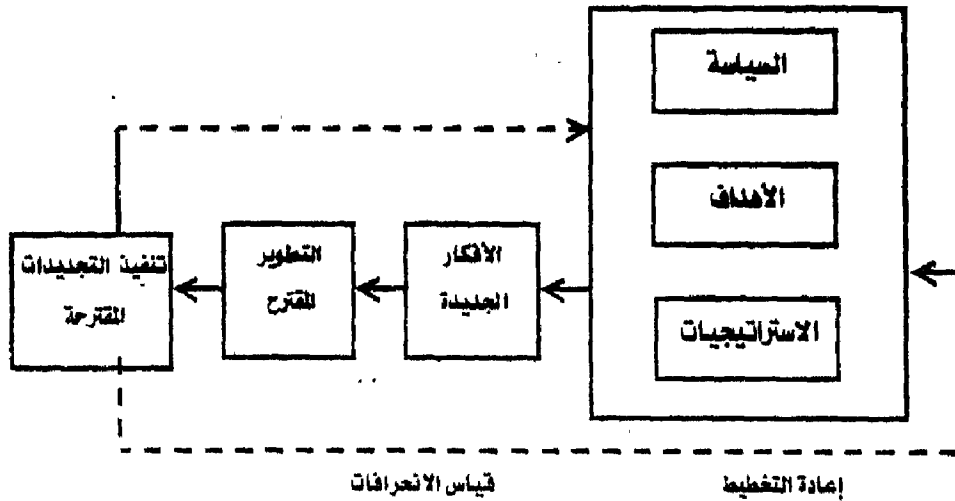 السياسة
الأهداف
الاستراتيجيات
الأفكار
الجديدة
التطوير
المقترح
تنفيذ التجديدات
المقترحة
إعادة التخطيط
قياس الانحرافات